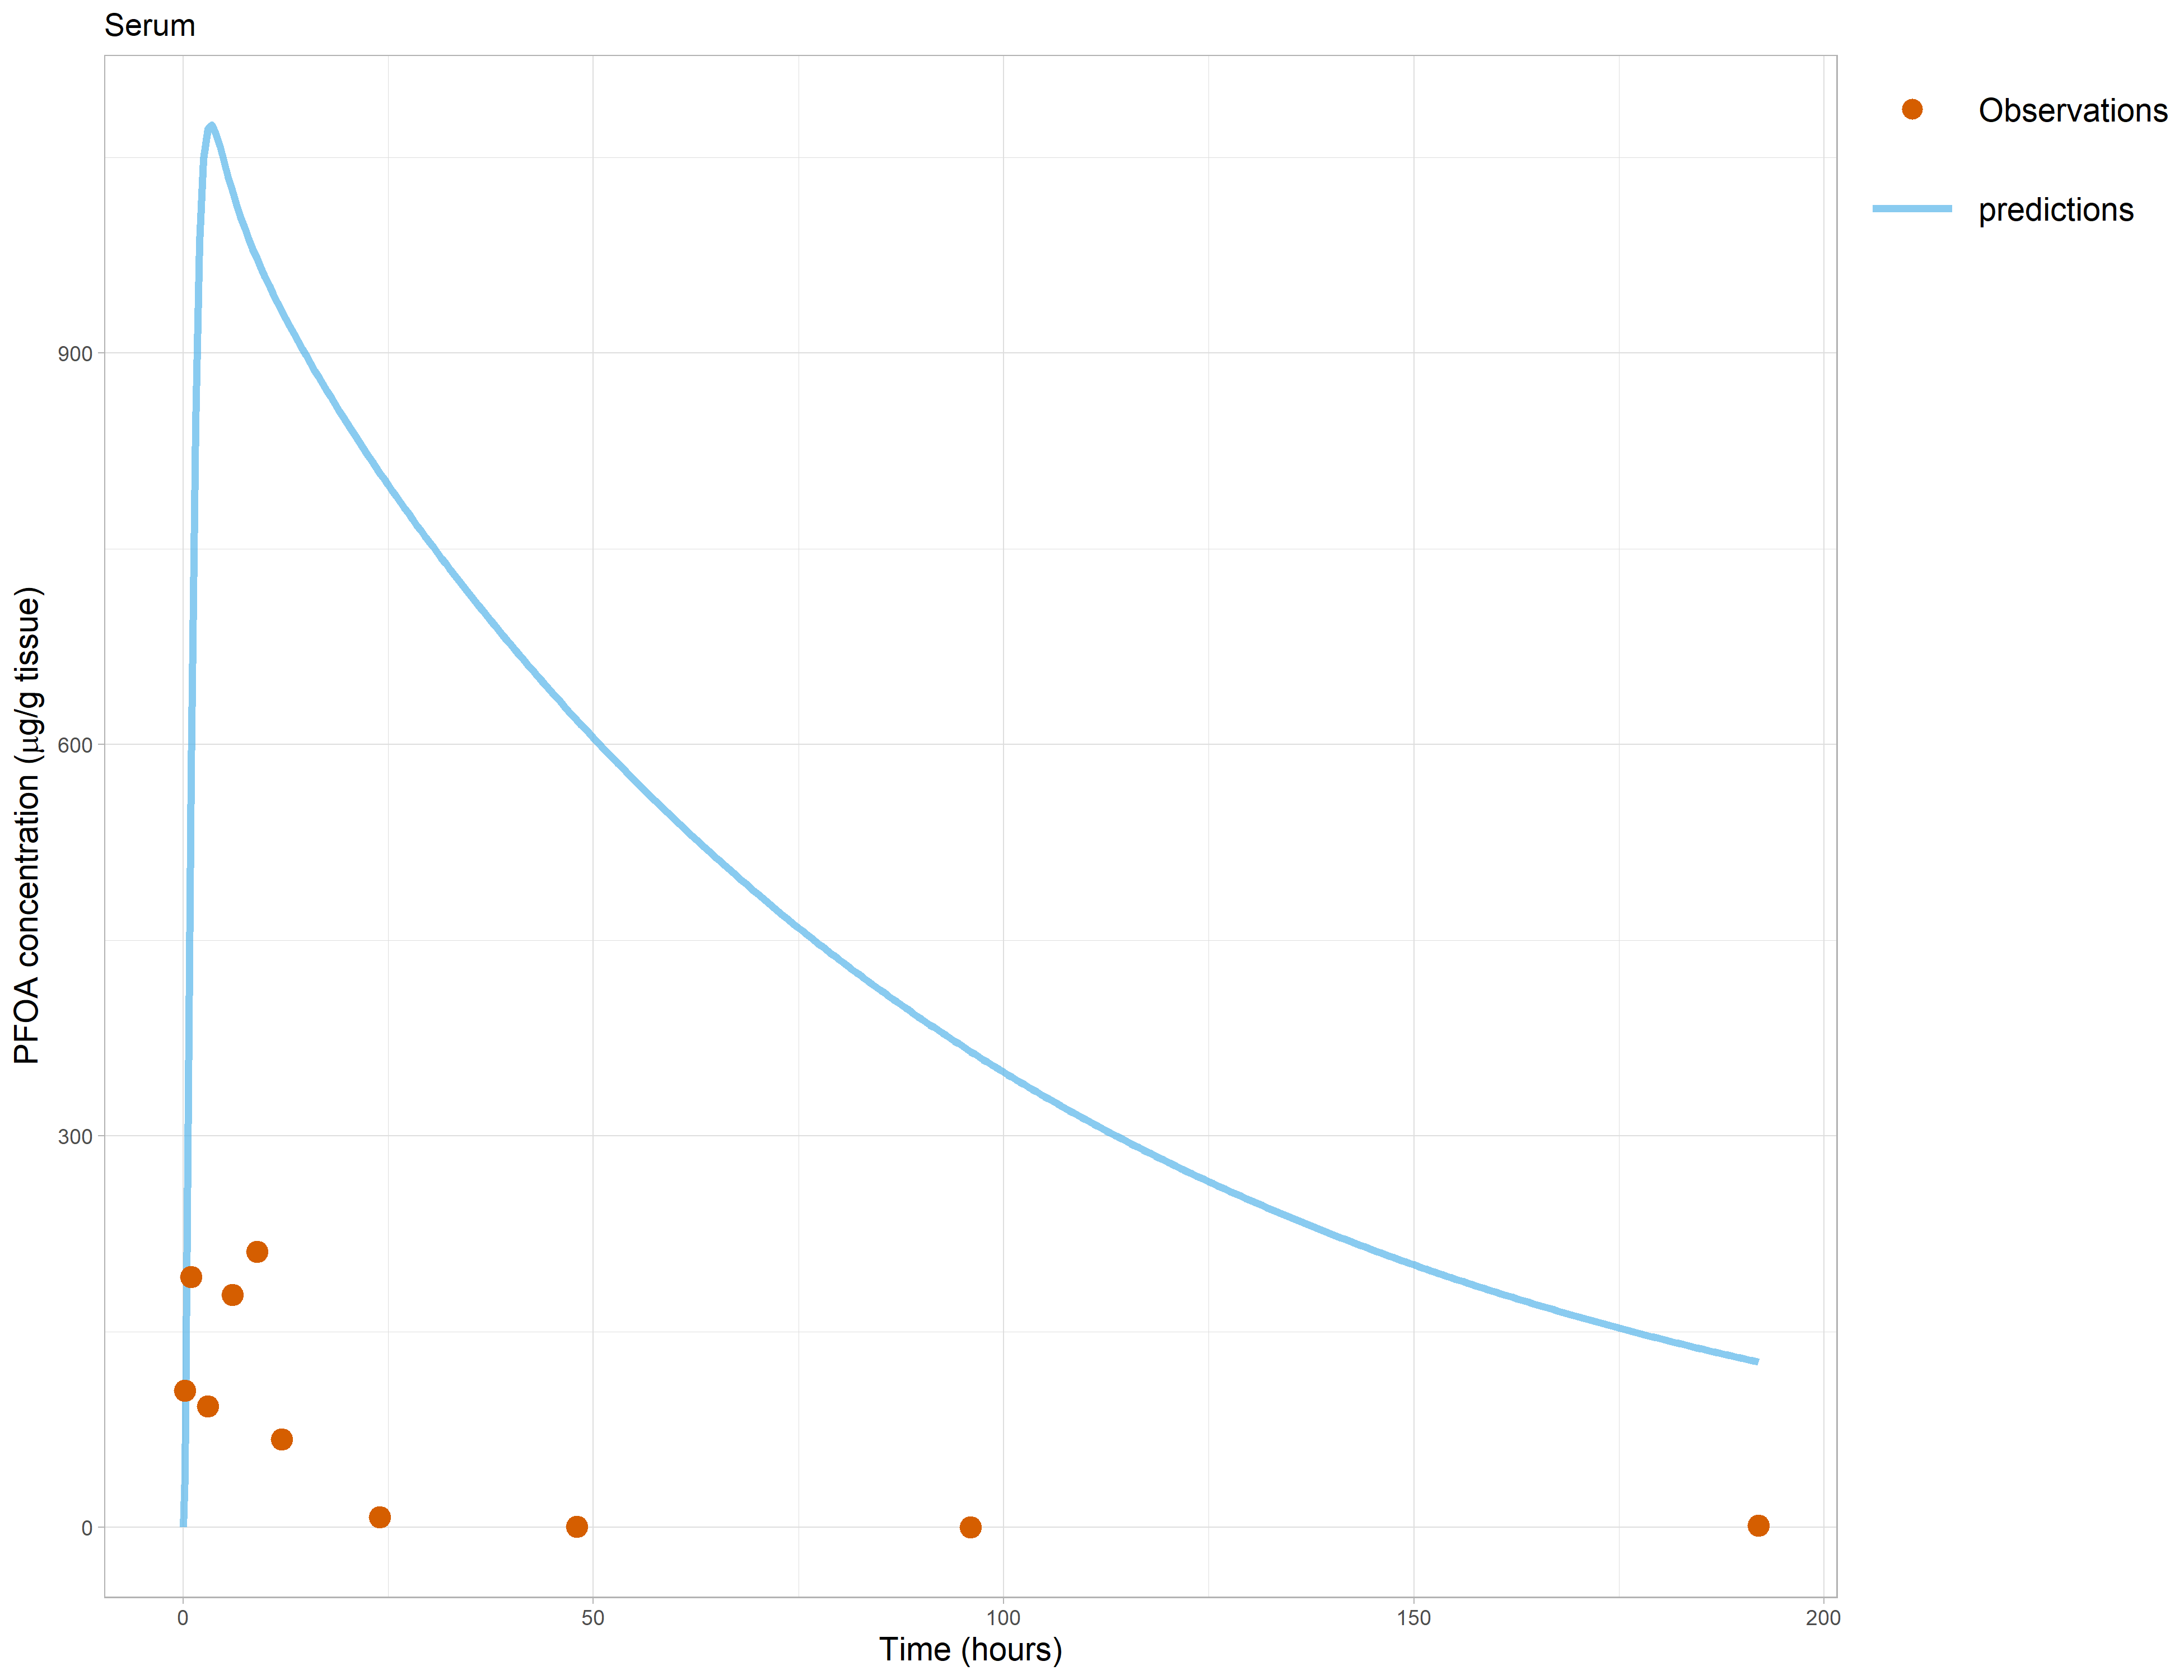 Serum
Observations
predictions
PFOA concentration (μg/g tissue)
900
600
300
0
0 50 100 150 200
Time (hours)